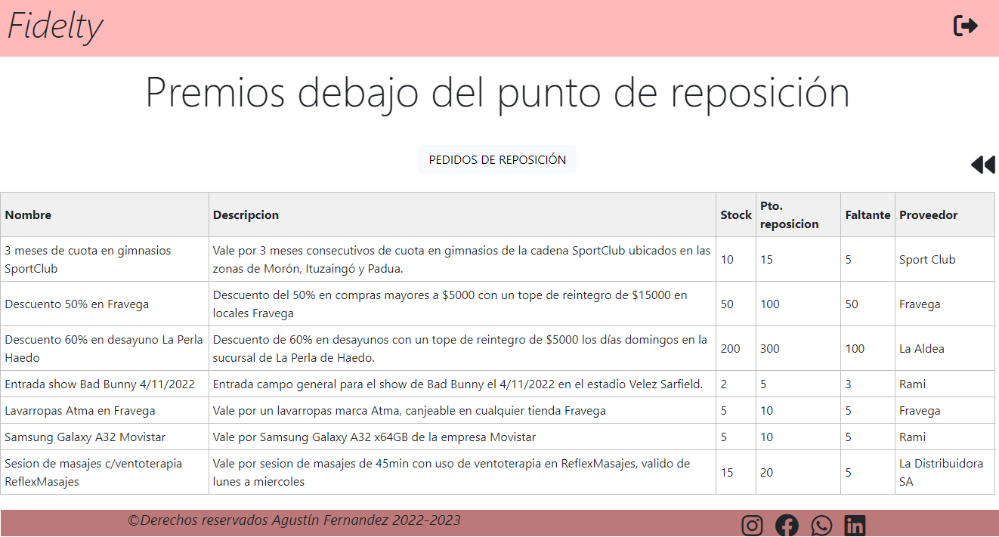 Fidelty
Premios debajo del punto de reposición
PEDIDOS DE REPOSICIÓN
Nombre Descripcion Stock Pto. reposicion Faltante Proveedor
3 meses de cuota en gimnasios SportClub Vale por 3 meses consecutivos de cuota en gimnasios de la cadena SportClub ubicados en las zonas de Morón, Ituzaingó y Padua. 10 15 5 Sport Club
Descuento 50% en Fravega Descuento del 50% en compras mayores a $5000 con un tope de reintegro de $15000 en locales Fravega 50 100 50 Fravega
Descuento 60% en desayuno La Perla Haedo Descuento de 60% en desayunos con un tope de reintegro de $5000 los días domingos en la sucursal de La Perla de Haedo. 200 300 100 La Aldea
Entrada show Bad Bunny 4/11/2022 Entrada campo general para el show de Bad Bunny el 4/11/2022 en el estadio Velez Sarfield. 2 5 3 Rami
Lavarropas Atma en Fravega Vale por un lavarropas marca Atma, canjeable en cualquier tienda Fravega 5 10 5 Fravega
Samsung Galaxy A32 Movistar Vale por Samsung Galaxy A32 x64GB de la empresa Movistar 5 10 5 Rami
Sesion de masajes c/ventoterapia ReflexMasajes Vale por sesion de masajes de 45min con uso de ventoterapia en ReflexMasajes, valido de lunes a miercoles 15 20 5 La Distribuidora SA
©Derechos reservados Agustín Fernandez 2022-2023